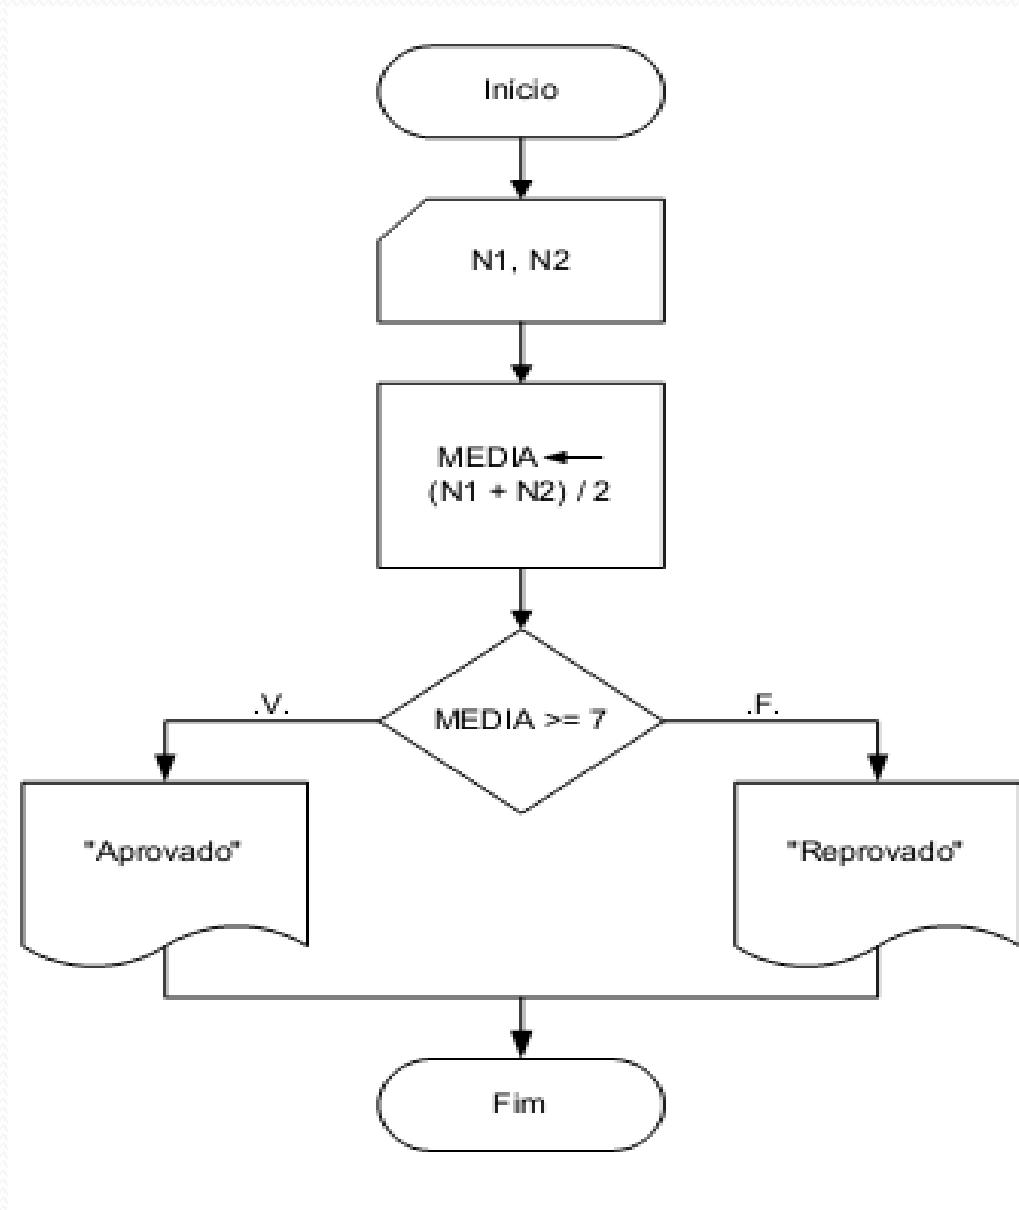 Início
N1, N2
MEDIA ←
(N1 + N2) / 2
MEDIA >= 7
.V.
.F.
"Aprovado"
"Reprovado"
Fim